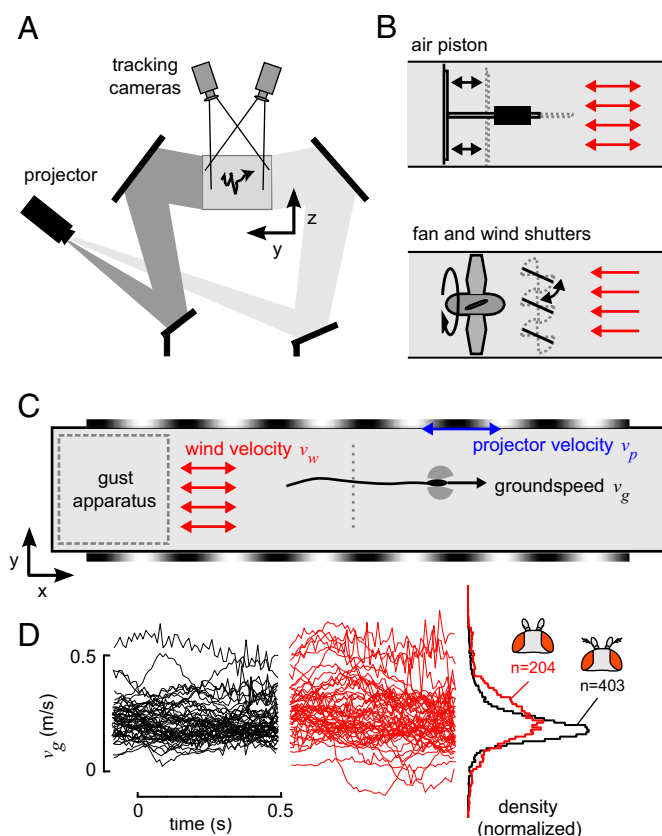 A
tracking
cameras
projector
y
z
B
air piston
fan and wind shutters
C
gust
apparatus
wind velocity v_w
projector velocity v_p
groundspeed v_g
y
x
D
v_g (m/s)
0.5
0
0
0.5
time (s)
n=204
n=403
density
(normalized)